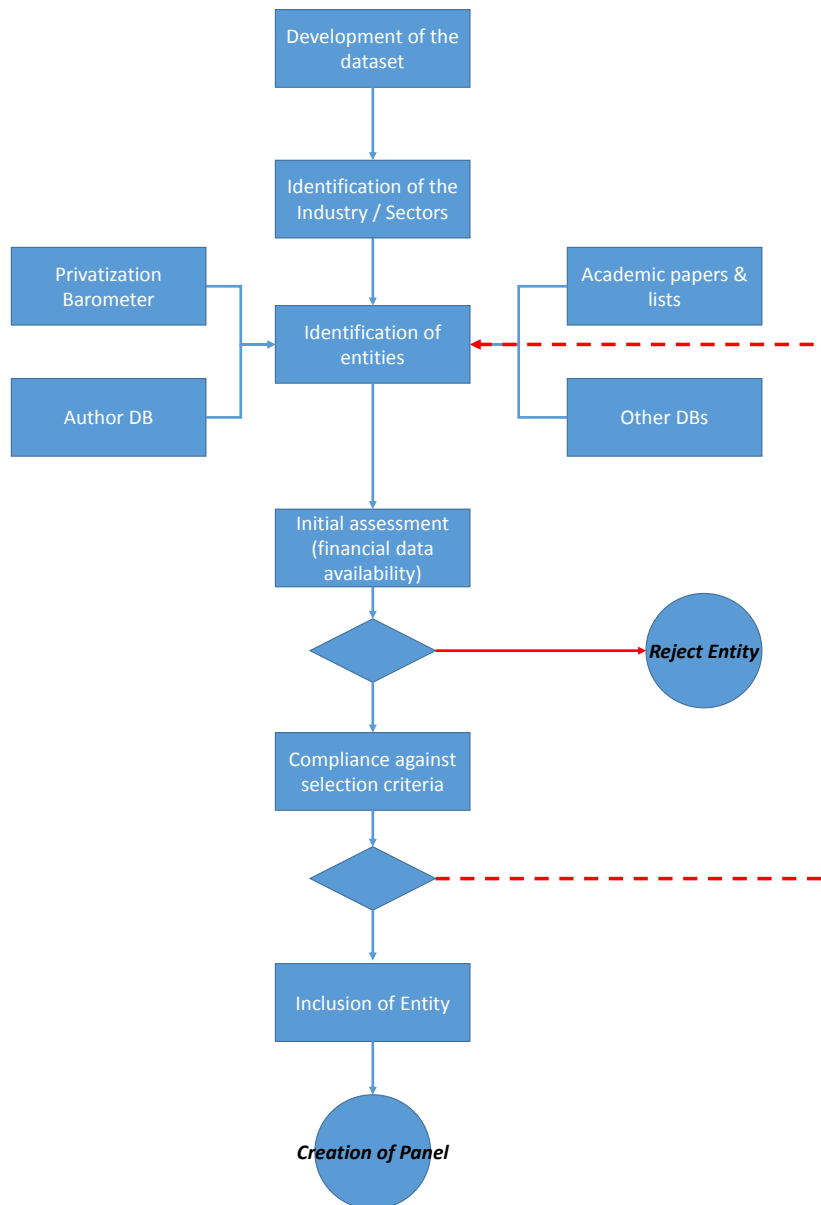 Development of the
dataset
Identification of the
Industry / Sectors
Privatization
Barometer
Academic papers &
lists
Identification of
entities
Author DB
Other DBs
Initial assessment
(financial data
availability)
Reject Entity
Compliance against
selection criteria
Inclusion of Entity
Creation of Panel